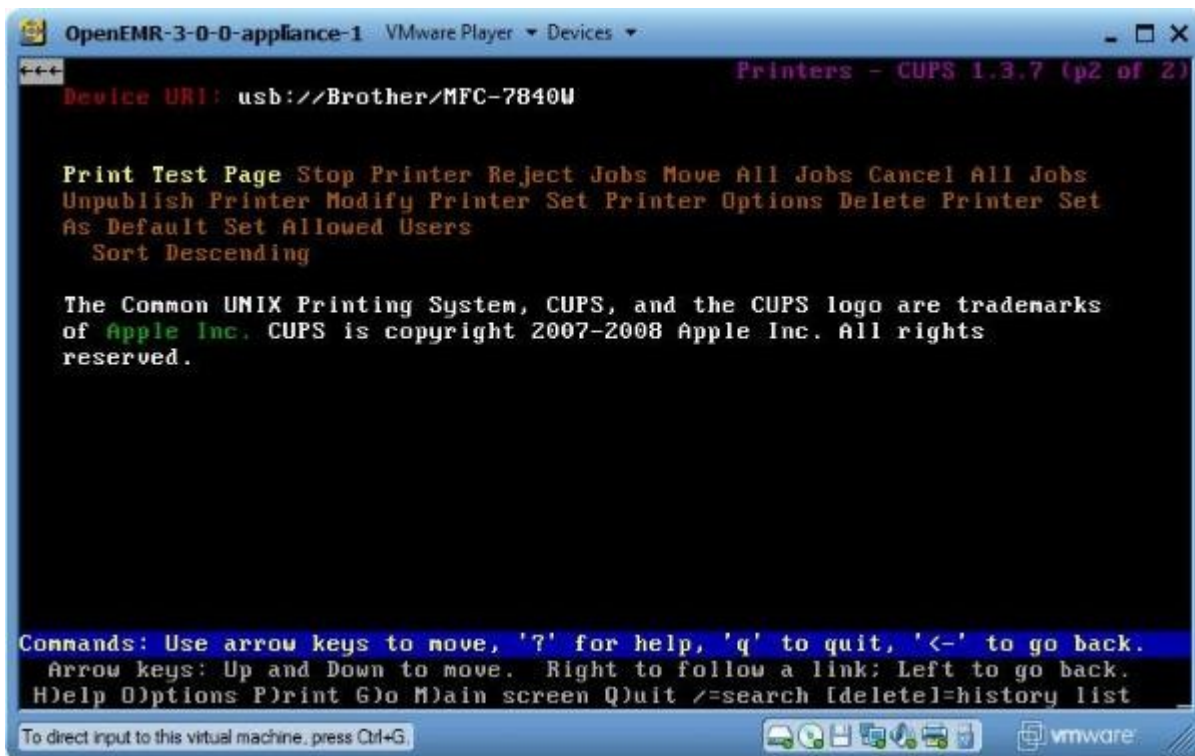 OpenEMR-3-0-0-appliance-1 VMware Player Devices
←←← Printers - CUPS 1.3.7 (p2 of 2)
Device URI: usb://Brother/MFC-7840W
Print Test Page Stop Printer Reject Jobs Move All Jobs Cancel All Jobs
Unpublish Printer Modify Printer Set Printer Options Delete Printer Set
As Default Set Allowed Users
Sort Descending
The Common UNIX Printing System, CUPS, and the CUPS logo are trademarks
of Apple Inc. CUPS is copyright 2007-2008 Apple Inc. All rights
reserved.
Commands: Use arrow keys to move, '?' for help, 'q' to quit, '<-' to go back.
Arrow keys: Up and Down to move. Right to follow a link; Left to go back.
H)elp O)ptions P)rint G)o M)ain screen Q)uit /=search [delete]=history list
To direct input to this virtual machine, press Ctrl+G. vmware